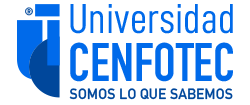 ®
Universidad
CENFOTEC
SOMOS LO QUE SABEMOS